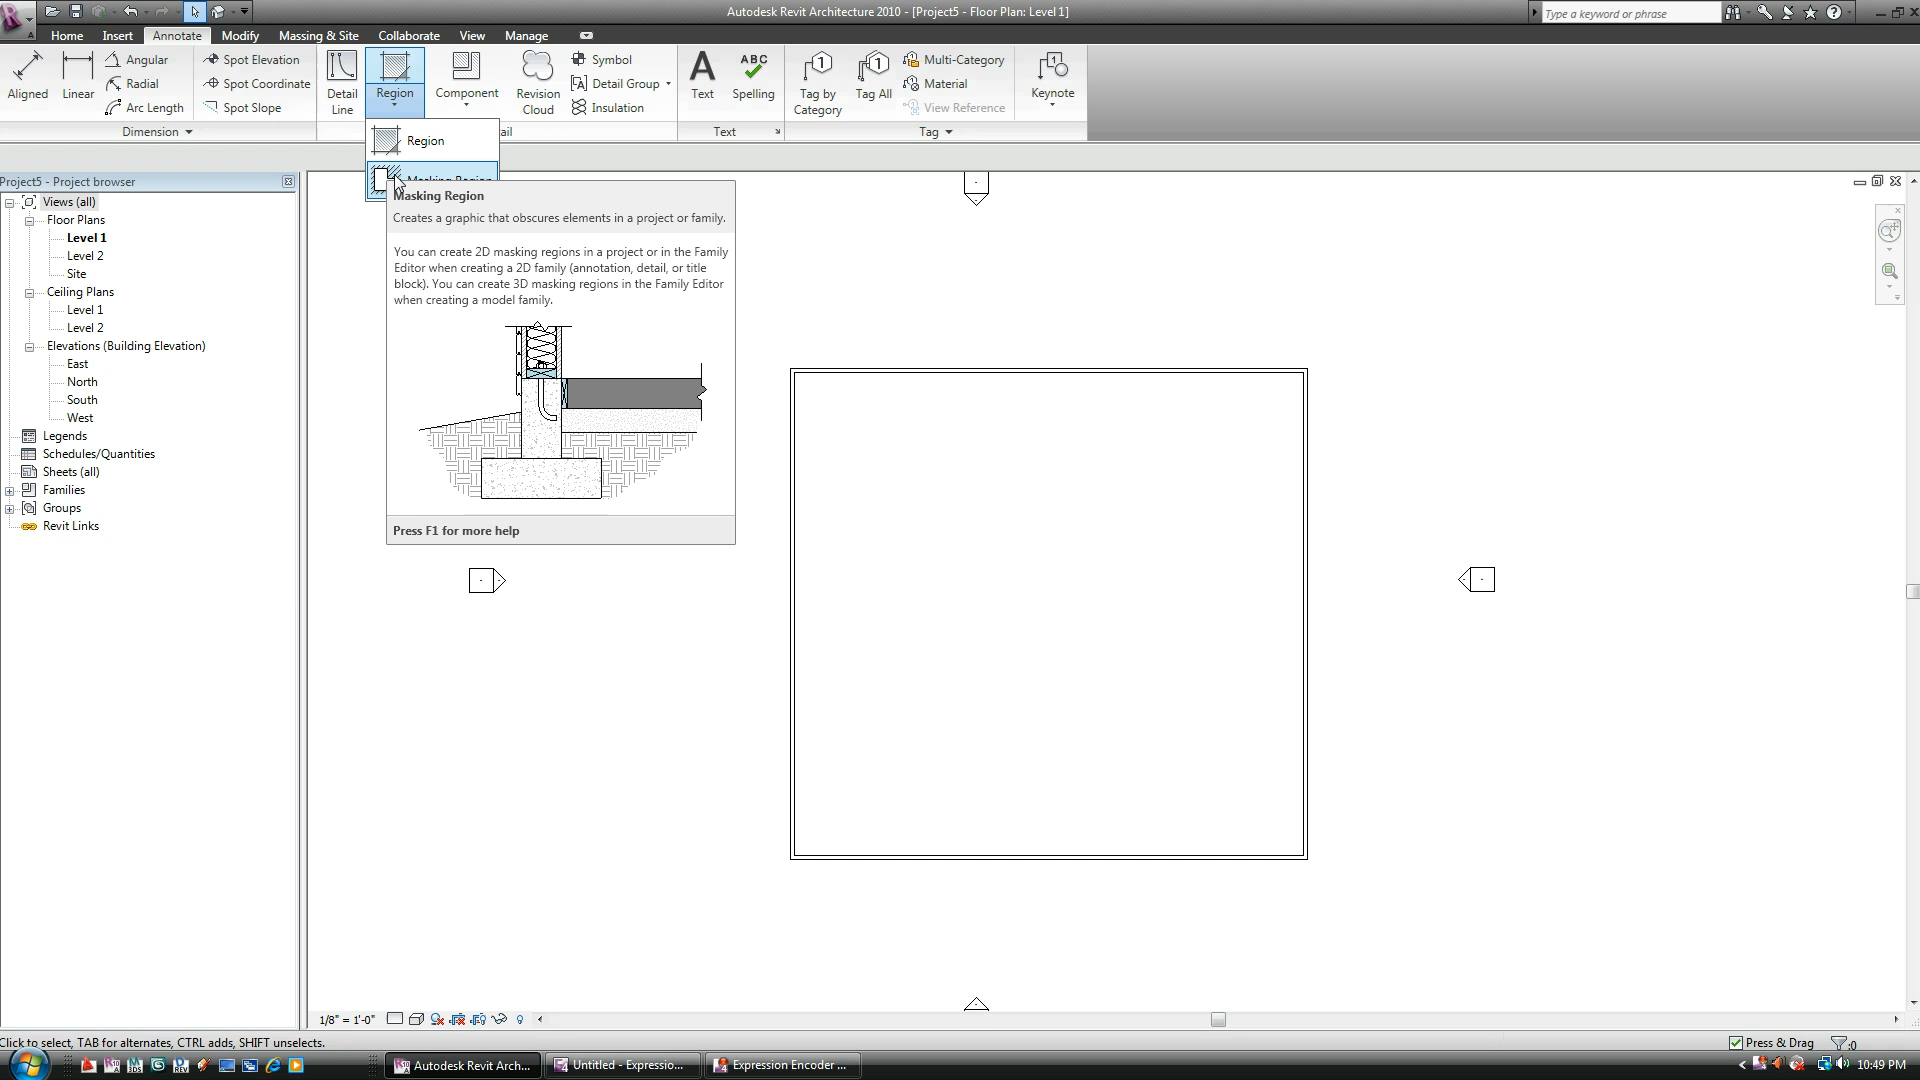 Autodesk Revit Architecture 2010 - [Project5 - Floor Plan: Level 1]
Type a keyword or phrase
Home Insert Annotate Modify Massing & Site Collaborate View Manage
Aligned
Linear
Angular
Radial
Arc Length
Spot Elevation
Spot Coordinate
Spot Slope
Dimension
Detail
Line
Region
Component
Revision
Cloud
Symbol
Detail Group
Insulation
ail
Text
ABC
Spelling
Text
Tag by
Category
Tag All
Multi-Category
Material
View Reference
Tag
Keynote
Region
Masking Region
Masking Region
Creates a graphic that obscures elements in a project or family.
You can create 2D masking regions in a project or in the Family
Editor when creating a 2D family (annotation, detail, or title
block). You can create 3D masking regions in the Family Editor
when creating a model family.
Press F1 for more help
Project5 - Project browser
Views (all)
Floor Plans
Level 1
Level 2
Site
Ceiling Plans
Level 1
Level 2
Elevations (Building Elevation)
East
North
South
West
Legends
Schedules/Quantities
Sheets (all)
Families
Groups
Revit Links
1/8" = 1'-0"
Click to select, TAB for alternates, CTRL adds, SHIFT unselects.
Press & Drag
:0
Autodesk Revit Arch...
Untitled - Expressio...
Expression Encoder ...
10:49 PM